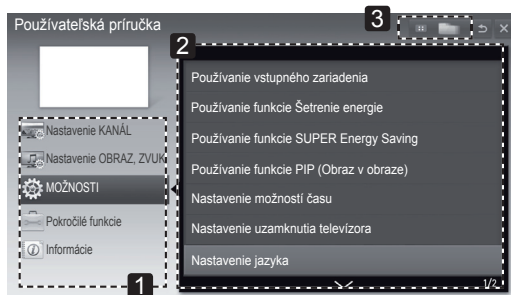 Používateľská príručka
3
2
Nastavenie KANÁL
Nastavenie OBRAZ, ZVUK
MOŽNOSTI
Pokročilé funkcie
Informácie
1
Používanie vstupného zariadenia
Používanie funkcie Šetrenie energie
Používanie funkcie SUPER Energy Saving
Používanie funkcie PIP (Obraz v obraze)
Nastavenie možností času
Nastavenie uzamknutia televízora
Nastavenie jazyka
1/2